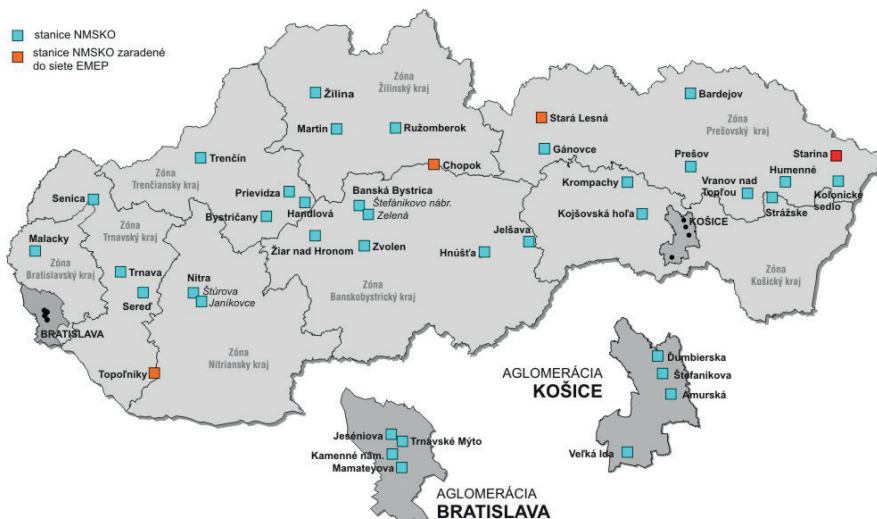 stanice NMSKO
stanice NMSKO zaradené
do siete EMEP
Zóna
Žilinský kraj
Žilina
Martin
Ružomberok
Stará Lesná
Gánovce
Bardejov
Zóna
Prešovský kraj
Prešov
Starina
Humenné
Vranov nad
Topľou
Kolonické
sedlo
Strážske
Trenčín
Zóna
Trenčiansky kraj
Chopok
Krompachy
Kojšovská hoľa
KOŠICE
Senica
Prievidza
Handlová
Bystričany
Banská Bystrica
Štefánikovo nábr.
Zelená
Jelšava
Zóna
Trnavský kraj
Malacky
Zóna
Bratislavský kraj
Trnava
Sereď
Nitra
Štúrova
Janíkovce
Žiar nad Hronom
Zvolen
Hnúšťa
Zóna
Banskobystrický kraj
Zóna
Košický kraj
BRATISLAVA
Topoľníky
Zóna
Nitriansky kraj
AGLOMERÁCIA
KOŠICE
Ďumbierska
Štefanikova
Amurská
Veľká Ida
Jeséniova
Trnavské Mýto
Kamenné nám.
Mamateyova
AGLOMERÁCIA
BRATISLAVA